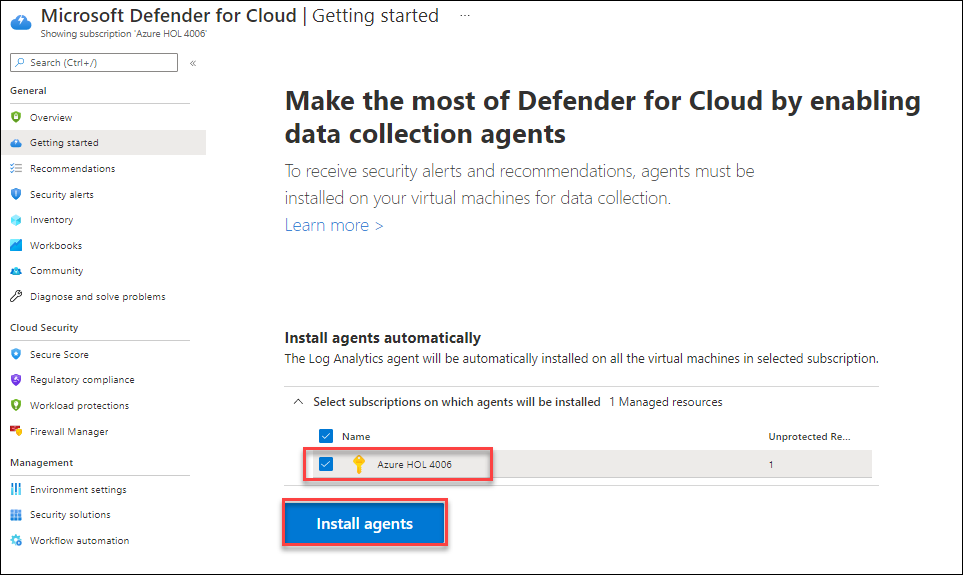 Microsoft Defender for Cloud | Getting started ...
Showing subscription 'Azure HOL 4006'
Search (Ctrl+/)
«
General
Overview
Getting started
Recommendations
Security alerts
Inventory
Workbooks
Community
Diagnose and solve problems
Cloud Security
Secure Score
Regulatory compliance
Workload protections
Firewall Manager
Management
Environment settings
Security solutions
Workflow automation
Make the most of Defender for Cloud by enabling
data collection agents
To receive security alerts and recommendations, agents must be
installed on your virtual machines for data collection.
Learn more >
Install agents automatically
The Log Analytics agent will be automatically installed on all the virtual machines in selected subscription.
Select subscriptions on which agents will be installed 1 Managed resources
Name Unprotected Re...
Azure HOL 4006 1
Install agents